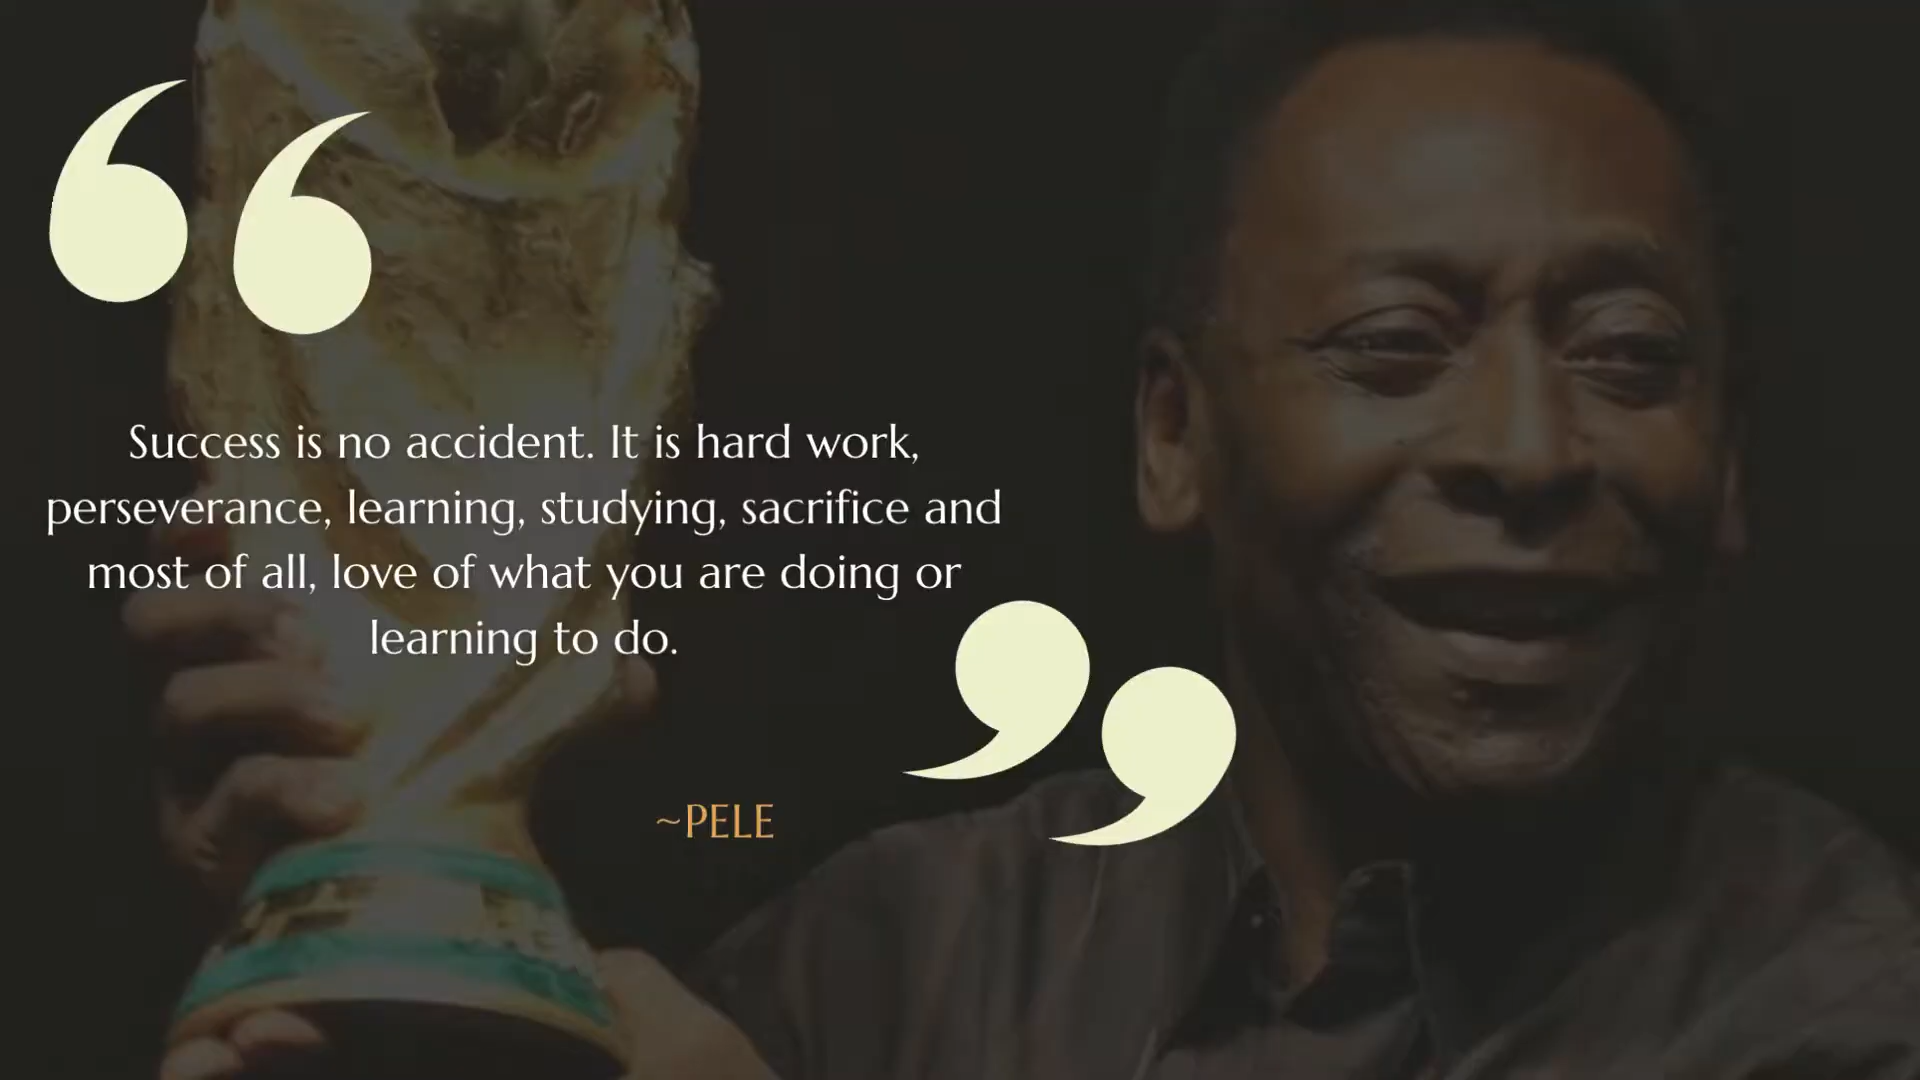 Success is no accident. It is hard work,
perseverance, learning, studying, sacrifice and
most of all, love of what you are doing or
learning to do.
~PELE